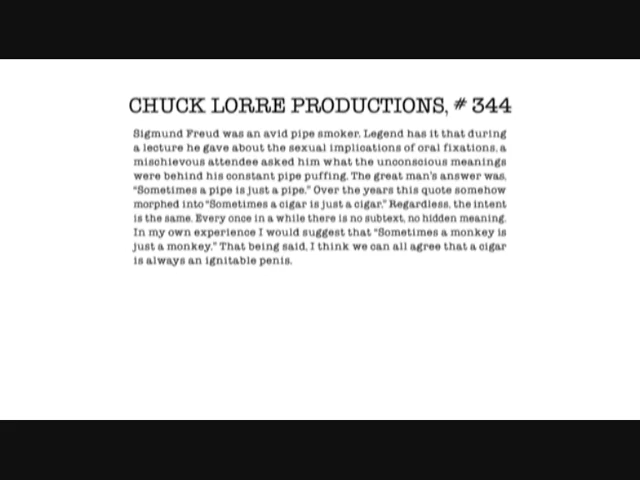 CHUCK LORRE PRODUCTIONS, # 344
Sigmund Freud was an avid pipe smoker. Legend has it that during
a lecture he gave about the sexual implications of oral fixations, a
mischievous attendee asked him what the unconscious meanings
were behind his constant pipe puffing. The great man's answer was,
"Sometimes a pipe is just a pipe." Over the years this quote somehow
morphed into "Sometimes a cigar is just a cigar." Regardless, the intent
is the same. Every once in a while there is no subtext, no hidden meaning.
In my own experience I would suggest that "Sometimes a monkey is
just a monkey." That being said, I think we can all agree that a cigar
is always an ignitable penis.